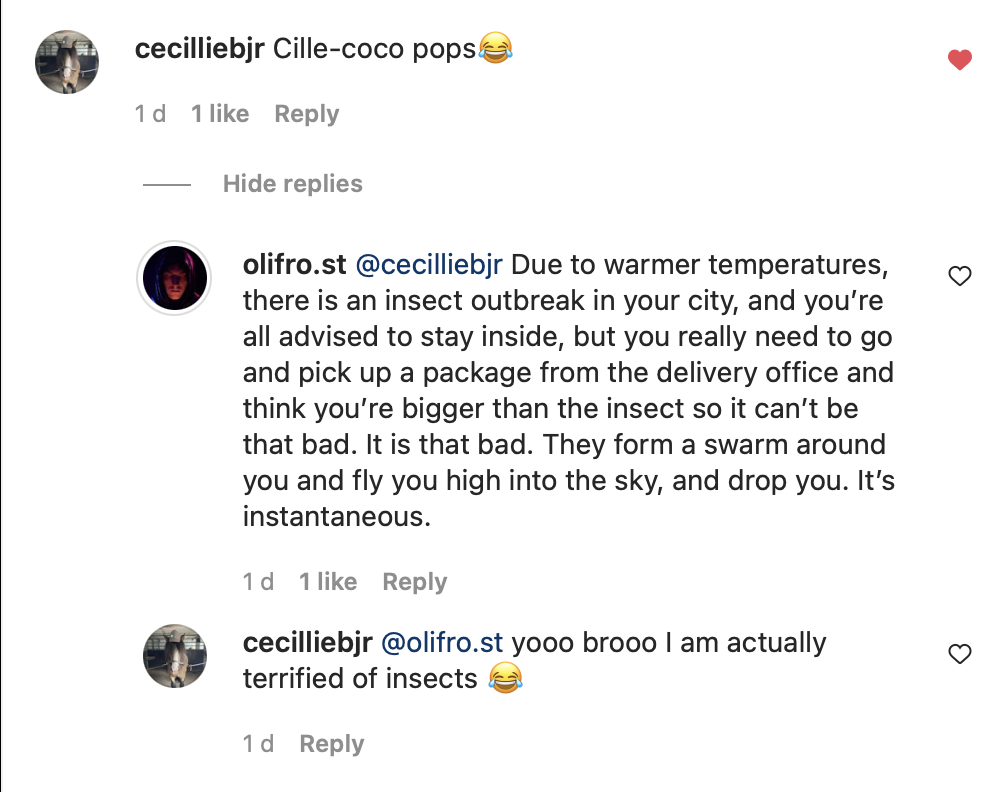 cecilliebjr Cille-coco pops😂
1 d 1 like Reply
Hide replies
olifro.st @cecilliebjr Due to warmer temperatures,
there is an insect outbreak in your city, and you’re
all advised to stay inside, but you really need to go
and pick up a package from the delivery office and
think you’re bigger than the insect so it can’t be
that bad. It is that bad. They form a swarm around
you and fly you high into the sky, and drop you. It’s
instantaneous.
1 d 1 like Reply
cecilliebjr @olifro.st yooo brooo I am actually
terrified of insects 😂
1 d Reply